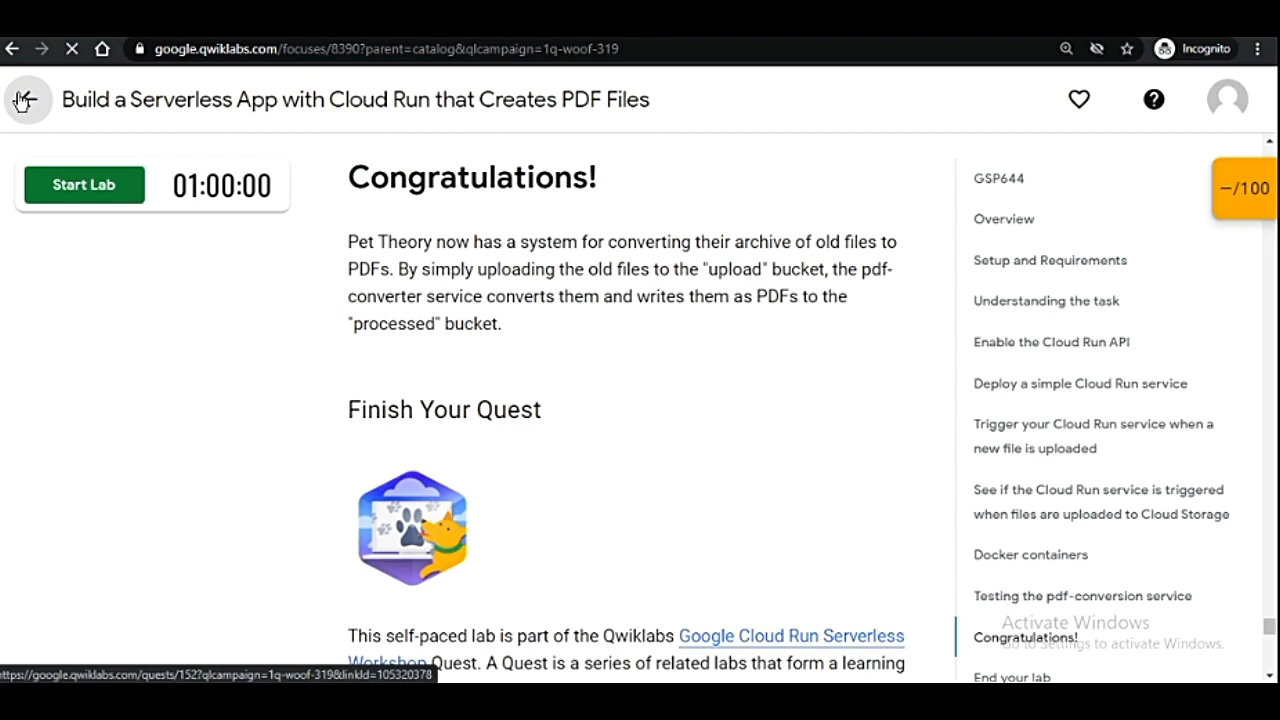 google.qwiklabs.com/focuses/8390?parent=catalog&qlcampaign=1q-woof-319
Incognito
Build a Serverless App with Cloud Run that Creates PDF Files
Start Lab
01:00:00
Congratulations!
Pet Theory now has a system for converting their archive of old files to
PDFs. By simply uploading the old files to the "upload" bucket, the pdf-
converter service converts them and writes them as PDFs to the
"processed" bucket.
Finish Your Quest
This self-paced lab is part of the Qwiklabs Google Cloud Run Serverless
Workshop Quest. A Quest is a series of related labs that form a learning
GSP644
Overview
Setup and Requirements
Understanding the task
Enable the Cloud Run API
Deploy a simple Cloud Run service
Trigger your Cloud Run service when a
new file is uploaded
See if the Cloud Run service is triggered
when files are uploaded to Cloud Storage
Docker containers
Testing the pdf-conversion service
Congratulations!
End your lab
–/100
Activate Windows
Go to Settings to activate Windows.
https://google.qwiklabs.com/quests/152?qlcampaign=1q-woof-319&linkId=105320378